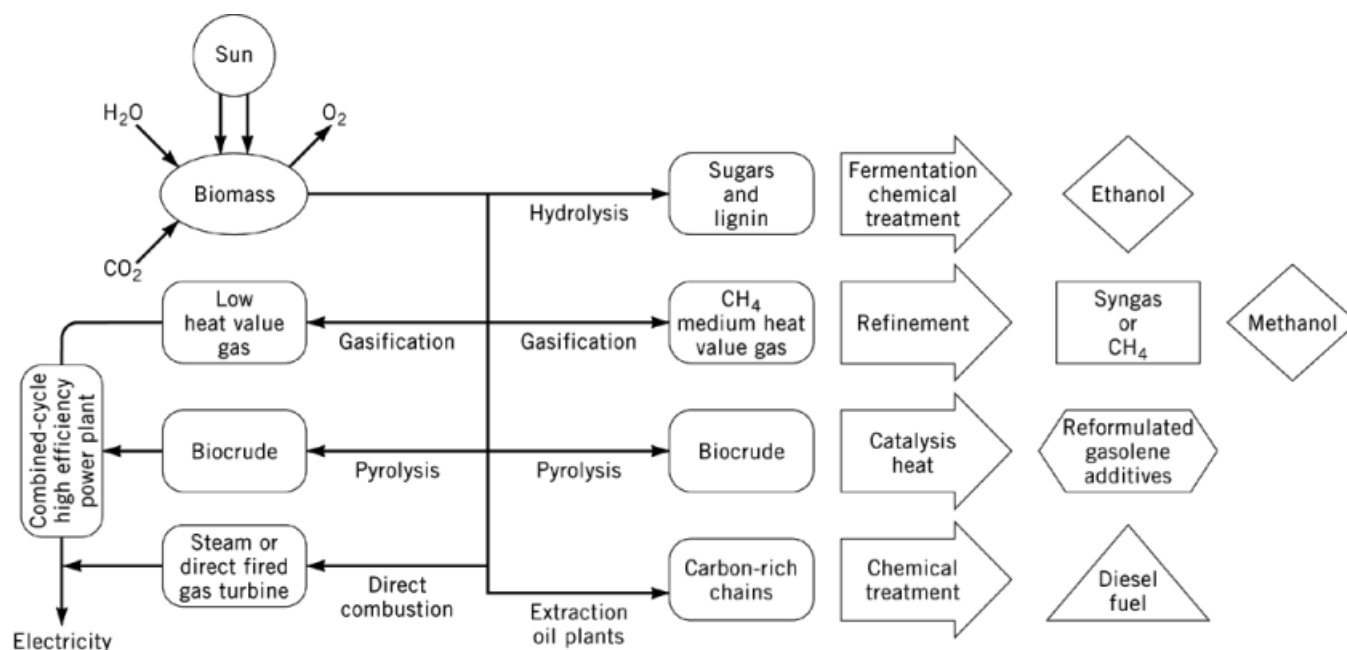 Sun
H₂O
O₂
Biomass
CO₂
Hydrolysis
Sugars
and
lignin
Fermentation
chemical
treatment
Ethanol
Low
heat value
gas
Gasification
Gasification
CH₄
medium heat
value gas
Refinement
Syngas
or
CH₄
Methanol
Combined-cycle
high efficiency
power plant
Biocrude
Pyrolysis
Pyrolysis
Biocrude
Catalysis
heat
Reformulated
gasolene
additives
Steam or
direct fired
gas turbine
Direct
combustion
Extraction
oil plants
Carbon-rich
chains
Chemical
treatment
Diesel
fuel
Electricity